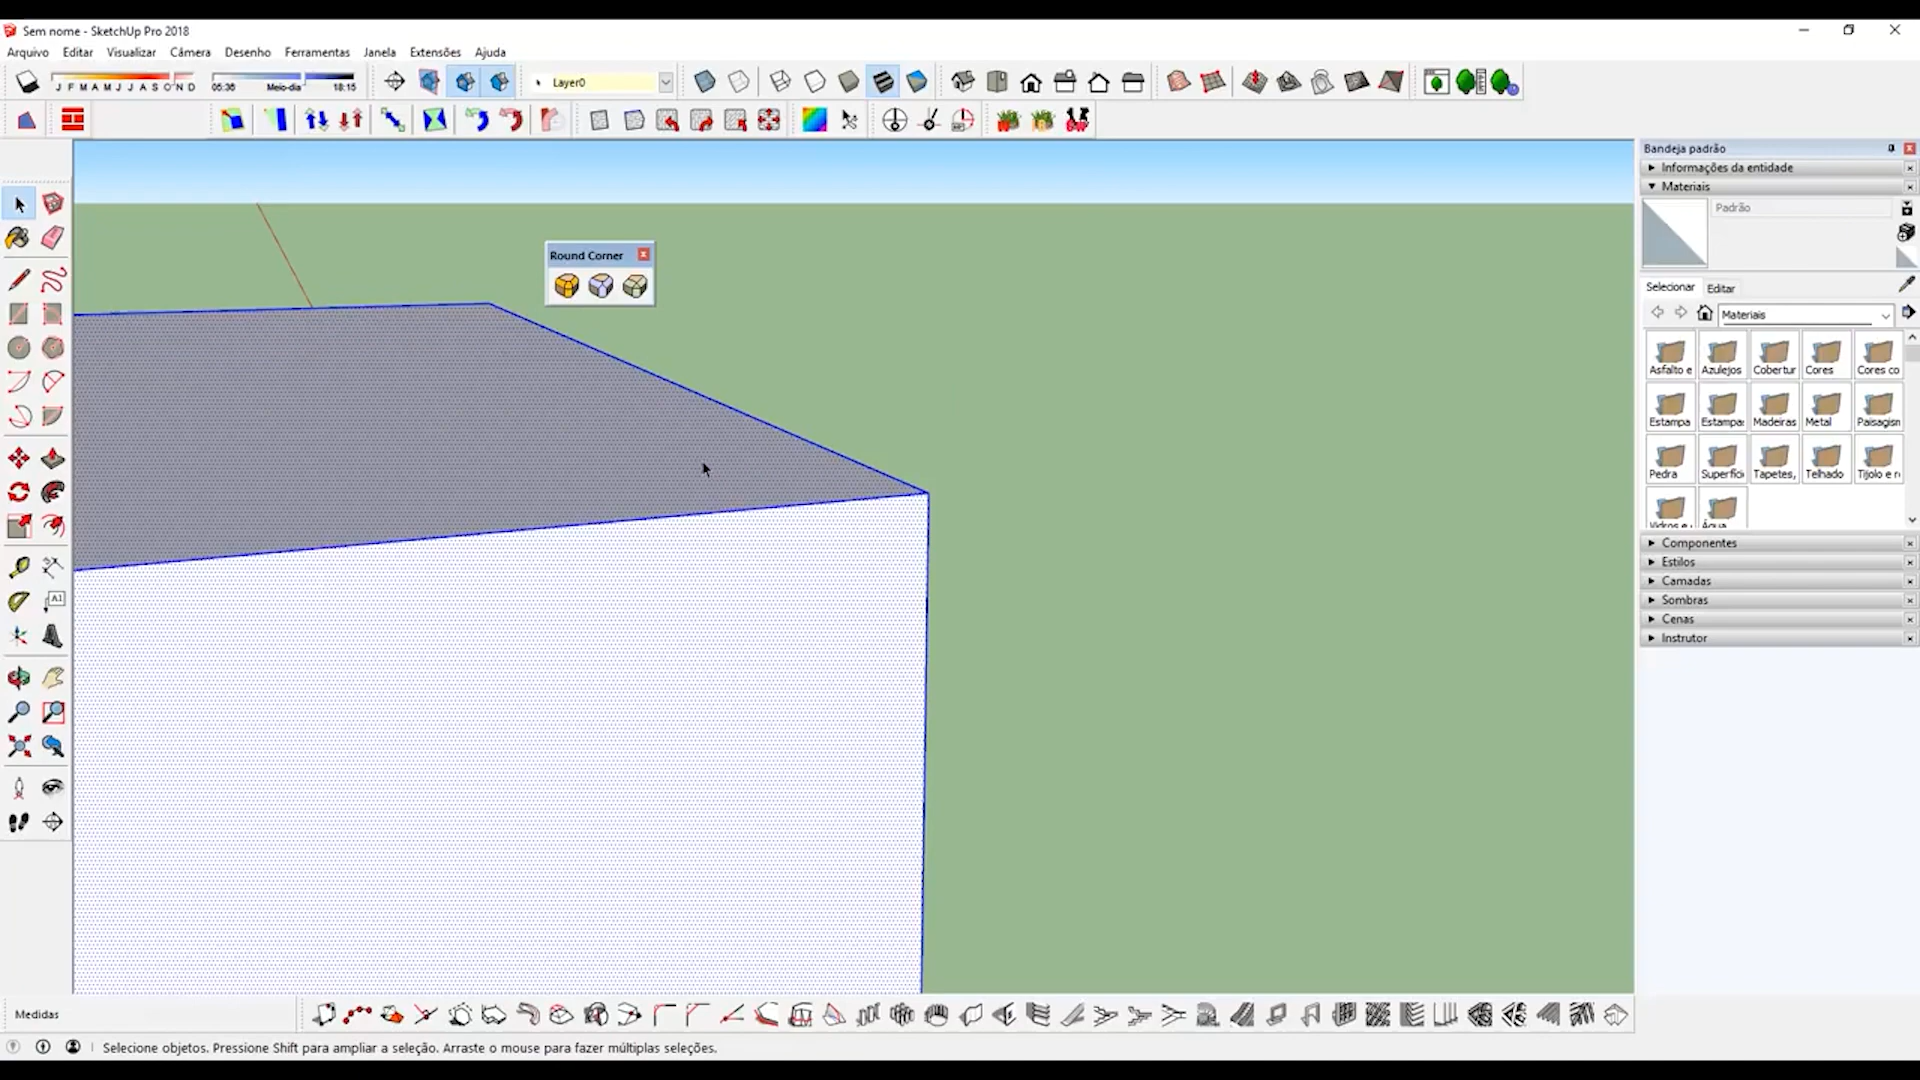 Sem nome - SketchUp Pro 2018
Arquivo Editar Visualizar Câmera Desenho Ferramentas Janela Extensões Ajuda
J F M A M J J A S O N D 05:36 Meio-dia 18:15 Layer0
Bandeja padrão
Informações da entidade
Materiais
Padrão
Round Corner
Selecionar Editar
Materiais
Asfalto e Azulejos Cobertur Cores Cores co
Estampa Estampa Madeiras Metal Paisagism
Pedra Superfíci Tapetes, Telhado Tijolo e r
Vidros e Água
Componentes
Estilos
Camadas
A1
Sombras
Cenas
Instrutor
Medidas
Selecione objetos. Pressione Shift para ampliar a seleção. Arraste o mouse para fazer múltiplas seleções.